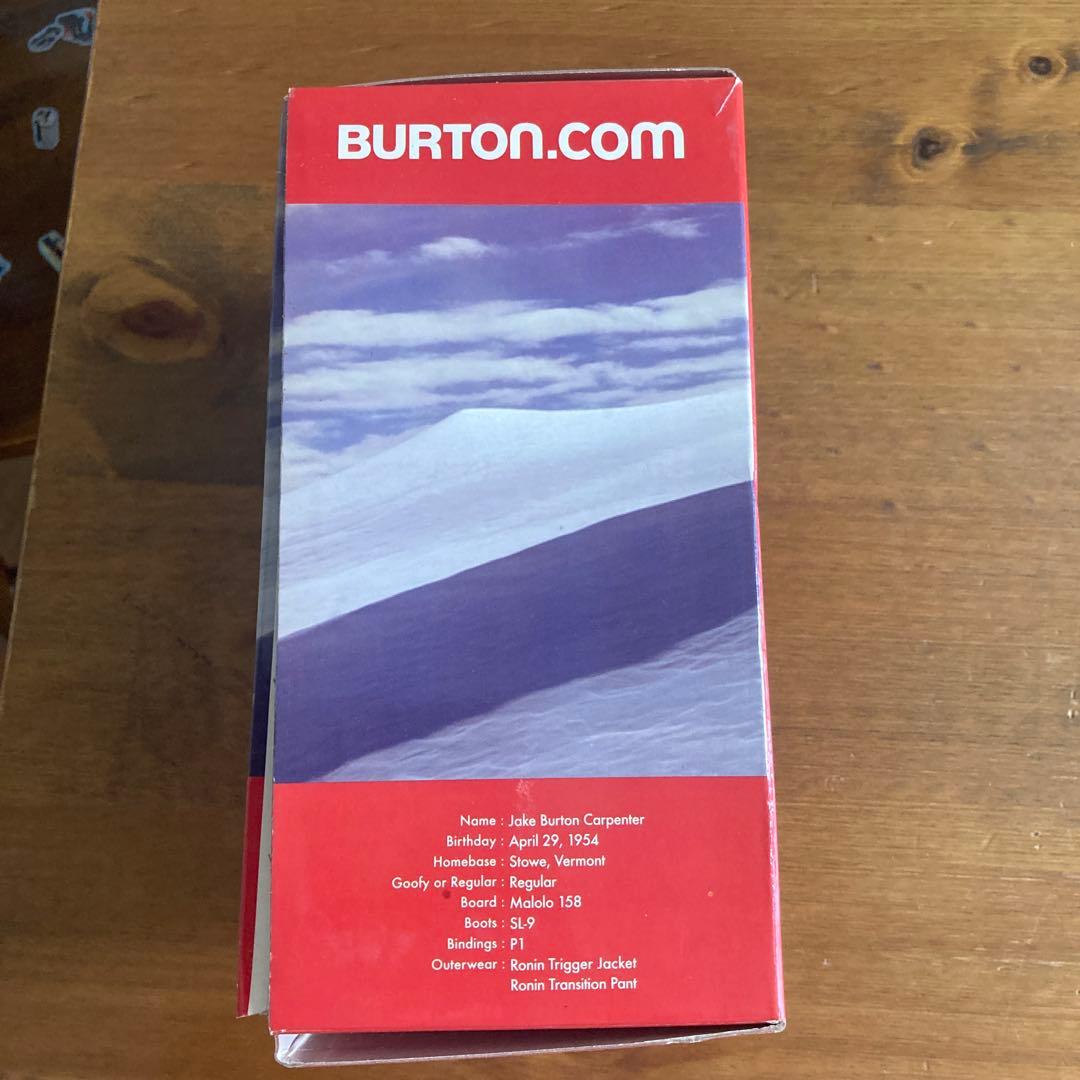 BURTON.COM
Name : Jake Burton Carpenter
Birthday : April 29, 1954
Homebase : Stowe, Vermont
Goofy or Regular : Regular
Board : Malolo 158
Boots : SL-9
Bindings : P1
Outerwear : Ronin Trigger Jacket
Ronin Transition Pant